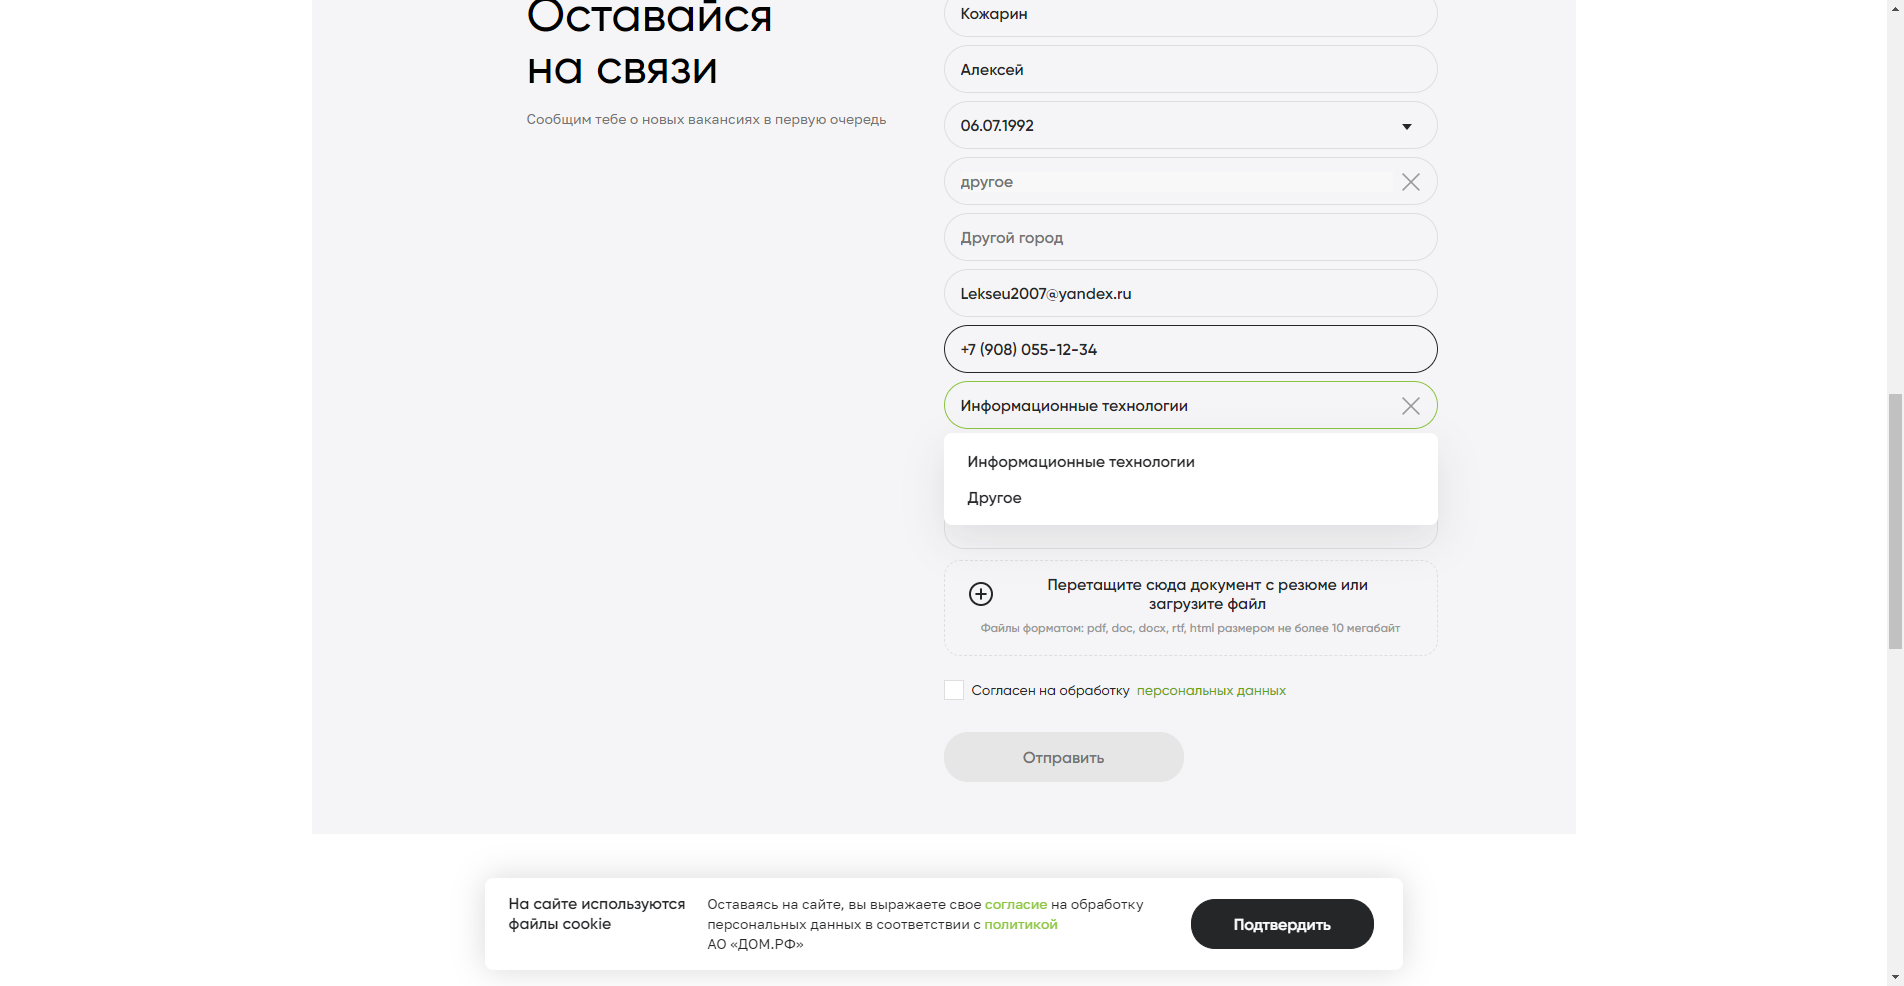 Оставайся
на связи
Сообщим тебе о новых вакансиях в первую очередь
Кожарин
Алексей
06.07.1992
другое
Другой город
Lekseu2007@yandex.ru
+7 (908) 055-12-34
Информационные технологии
Информационные технологии
Другое
Перетащите сюда документ с резюме или
загрузите файл
Файлы форматом: pdf, doc, docx, rtf, html размером не более 10 мегабайт
Согласен на обработку персональных данных
Отправить
На сайте используются
файлы cookie
Оставаясь на сайте, вы выражаете свое согласие на обработку
персональных данных в соответствии с политикой
АО «ДОМ.РФ»
Подтвердить